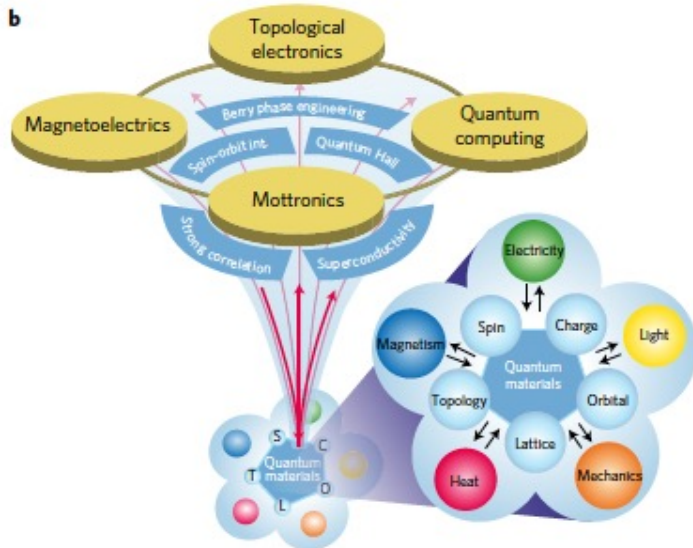 b
Topological
electronics
Magnetoelectrics
Berry phase engineering
Quantum
computing
Spin-orbit int
Quantum Hall
Mottronics
Strong correlation
Superconductivity
Electricity
Spin
Charge
Magnetism
Light
Quantum
materials
Topology
Orbital
Lattice
Heat
Mechanics
S
C
Quantum
materials
T
O
L